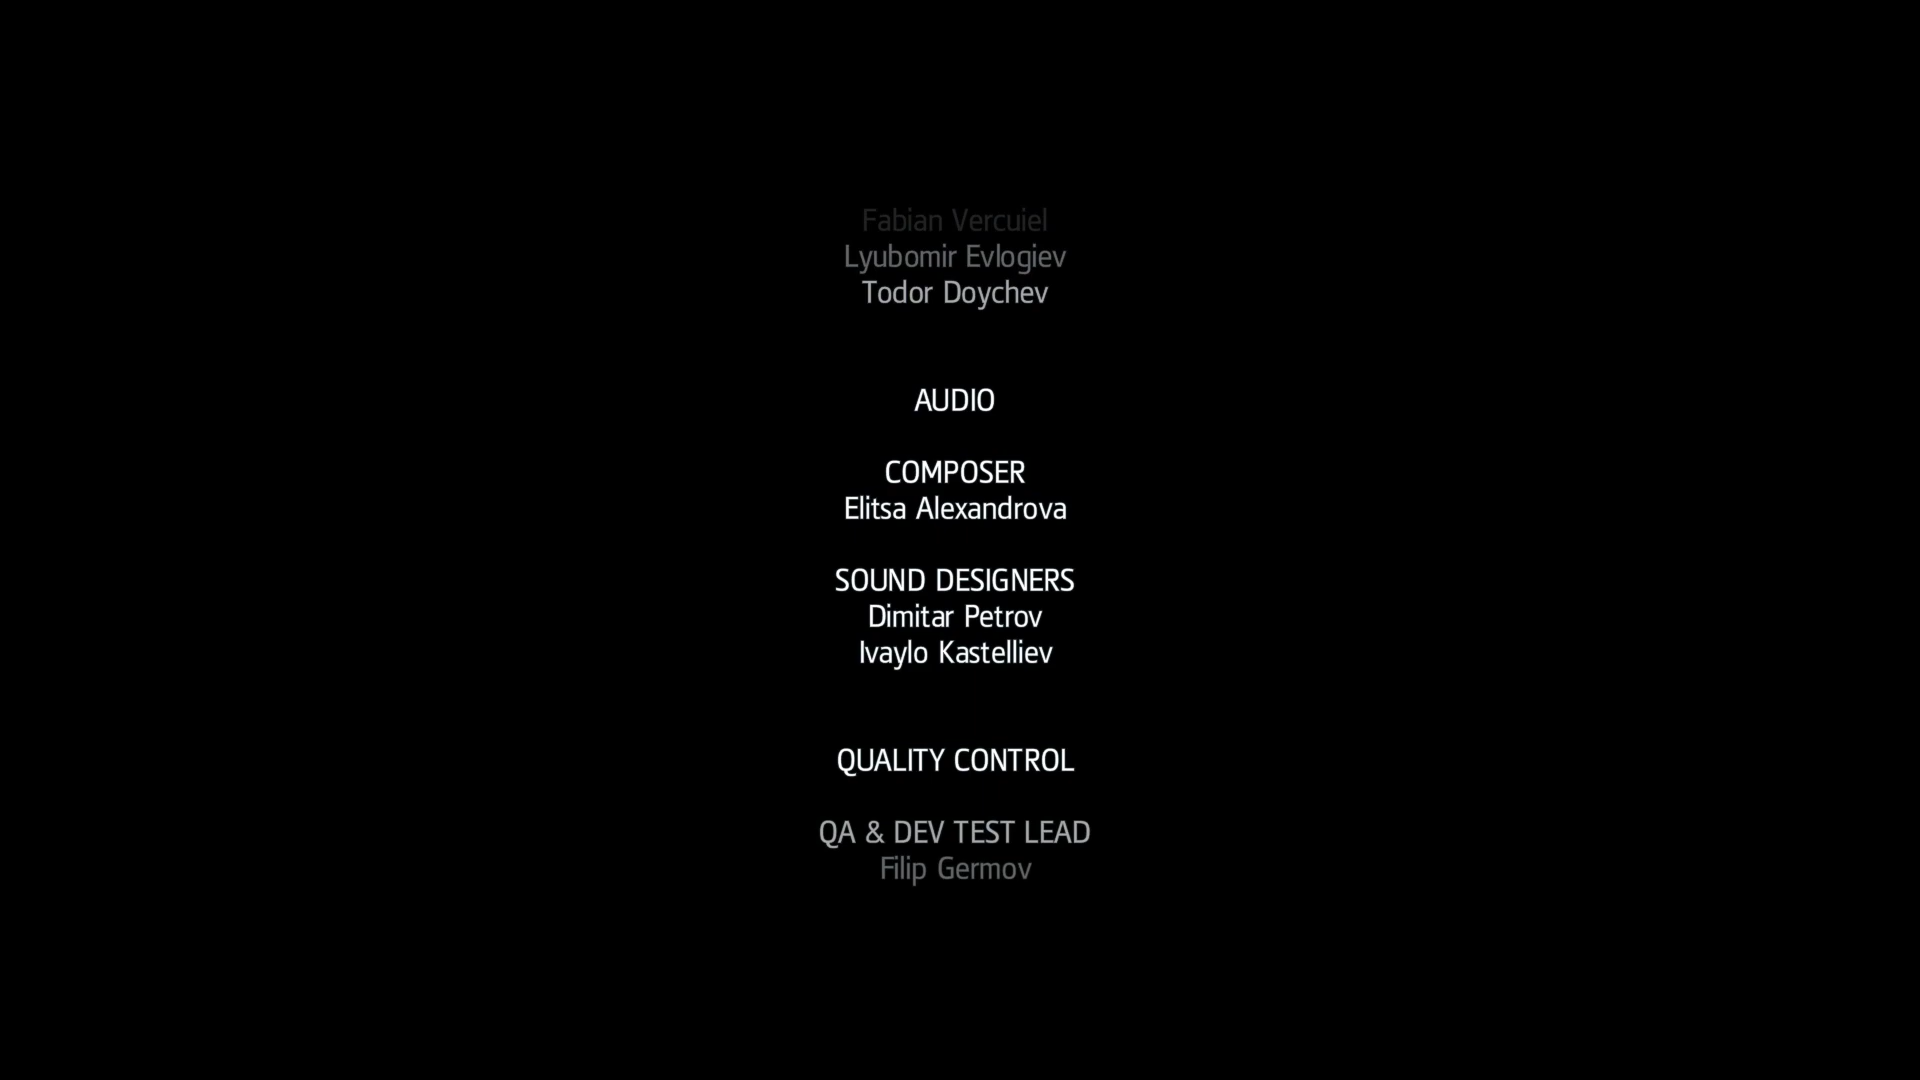 Fabian Vercuiel
Lyubomir Evlogiev
Todor Doychev
AUDIO
COMPOSER
Elitsa Alexandrova
SOUND DESIGNERS
Dimitar Petrov
Ivaylo Kastelliev
QUALITY CONTROL
QA & DEV TEST LEAD
Filip Germov